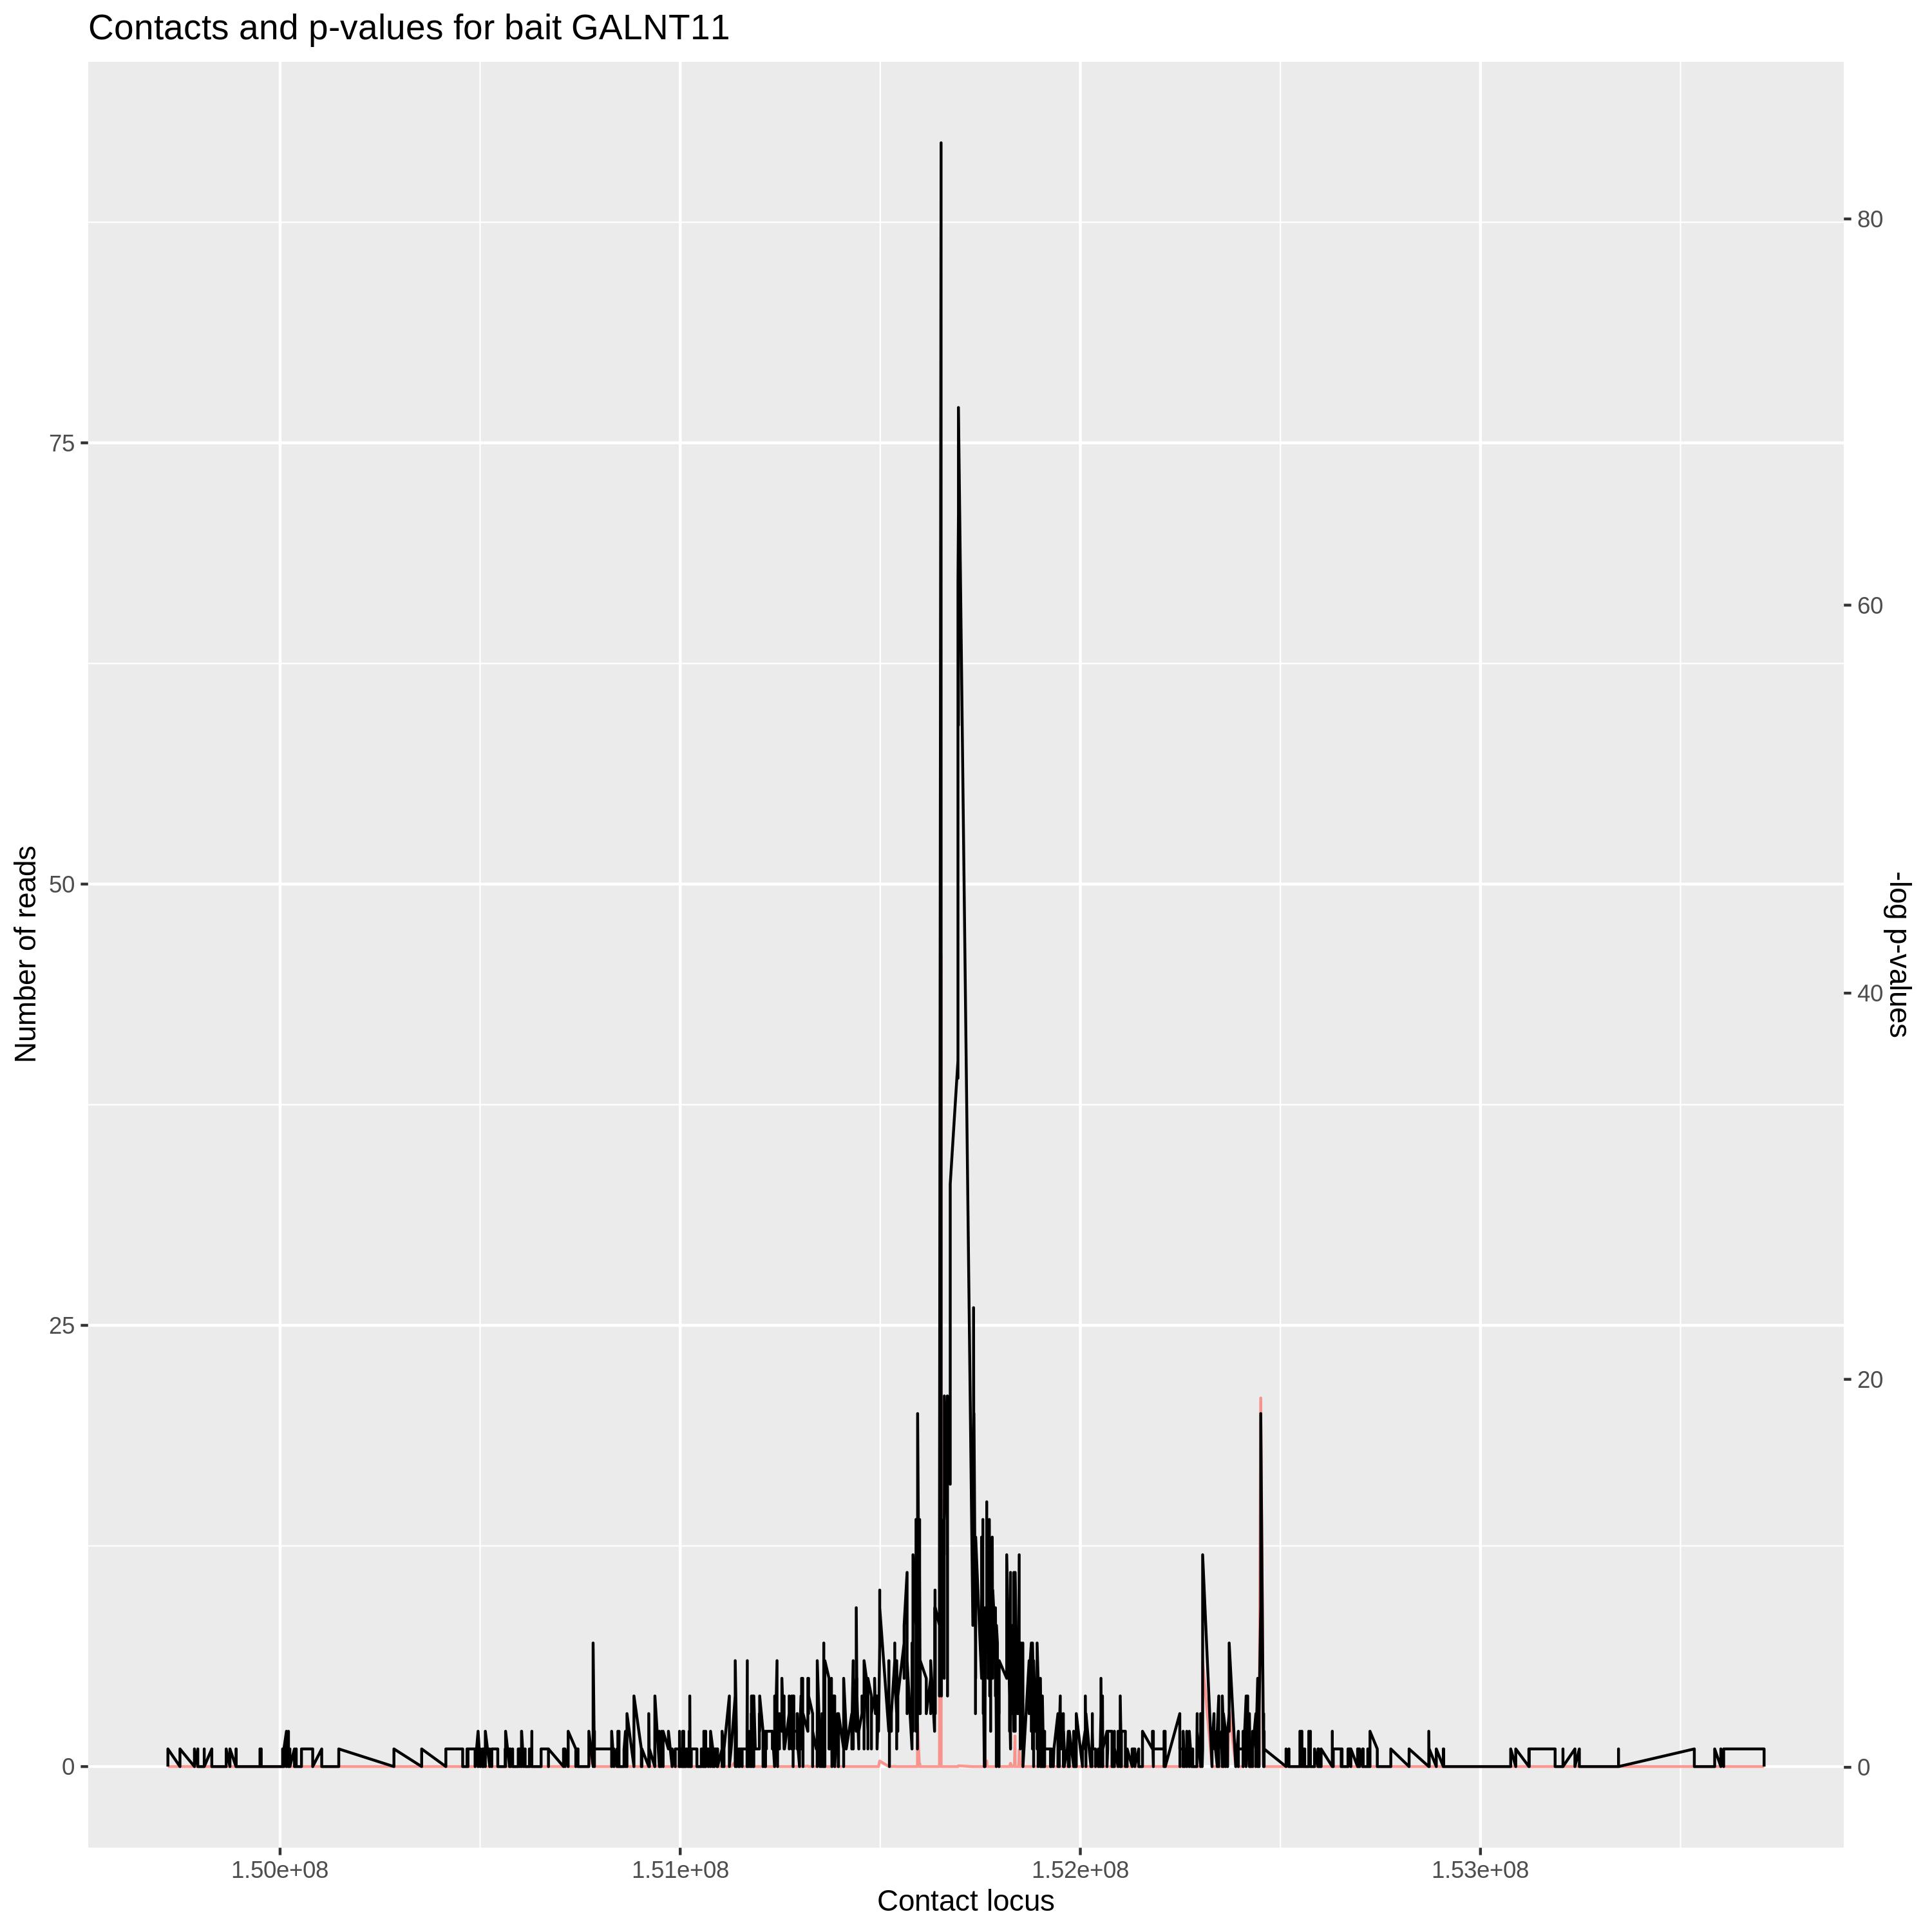 Contacts and p-values for bait GALNT11
Number of reads
75
50
25
0
80
60
40
20
0
-log p-values
1.50e+08 1.51e+08 1.52e+08 1.53e+08
Contact locus